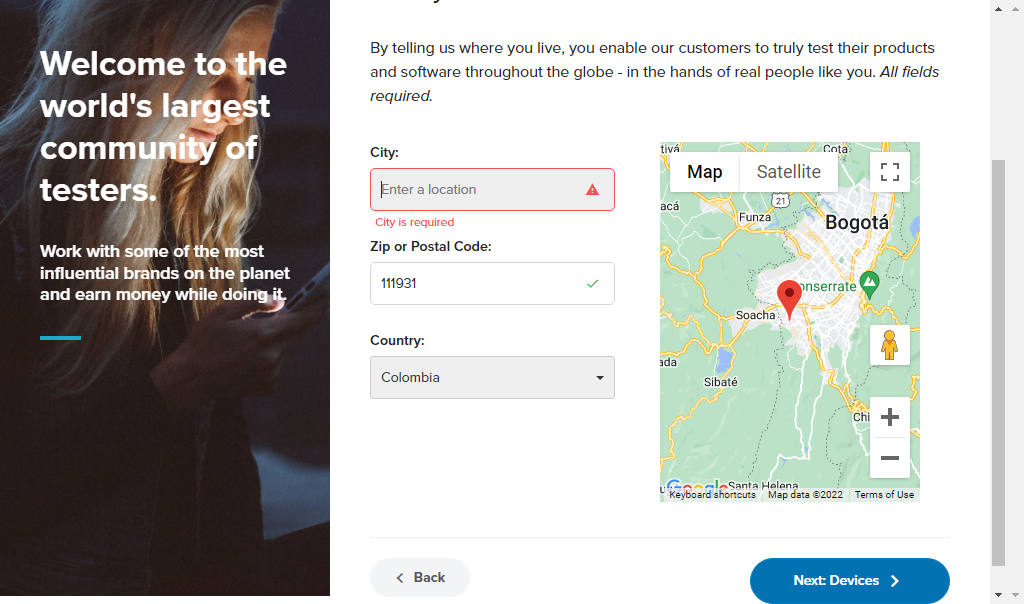 Welcome to the
world's largest
community of
testers.
Work with some of the most
influential brands on the planet
and earn money while doing it.
By telling us where you live, you enable our customers to truly test their products
and software throughout the globe - in the hands of real people like you. All fields
required.
City:
Enter a location
City is required
Zip or Postal Code:
111931
Country:
Colombia
tivá
Cota
Map
Satellite
acá
21
Funza
Bogotá
onserrate
Soacha
ada
Sibaté
Chi
Google
Santa Helena
Keyboard shortcuts
Map data ©2022
Terms of Use
Back
Next: Devices